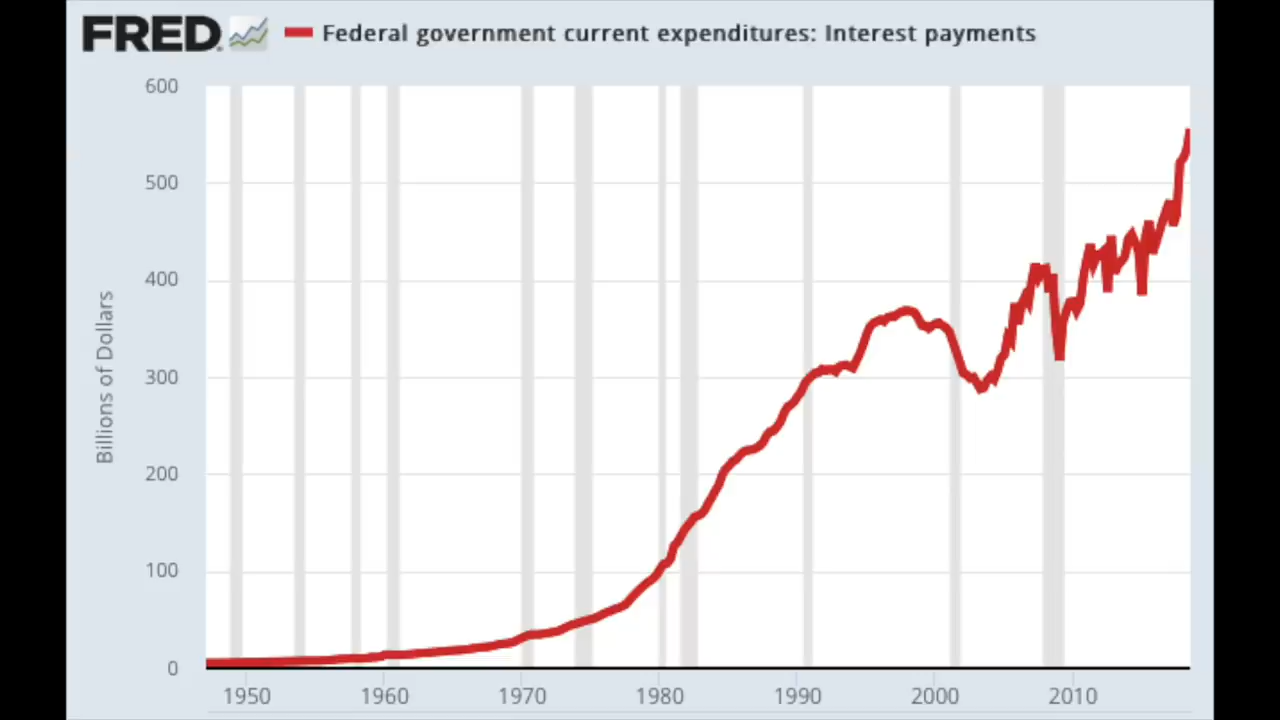 FRED. Federal government current expenditures: Interest payments
600
500
400
300
200
100
0
Billions of Dollars
1950 1960 1970 1980 1990 2000 2010